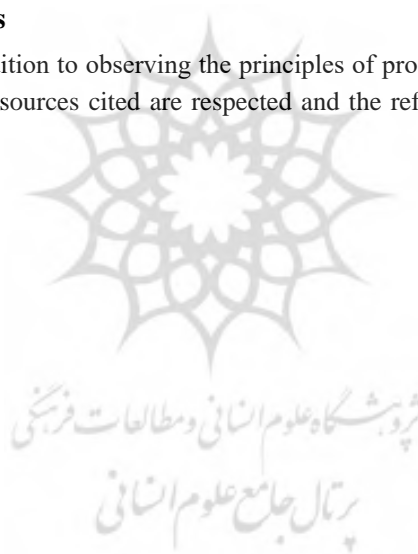 s
ition to observing the principles of pro
sources cited are respected and the ref
پژوهشگاه علوم انسانی و مطالعات فرهنگی
پرتال جامع علوم انسانی